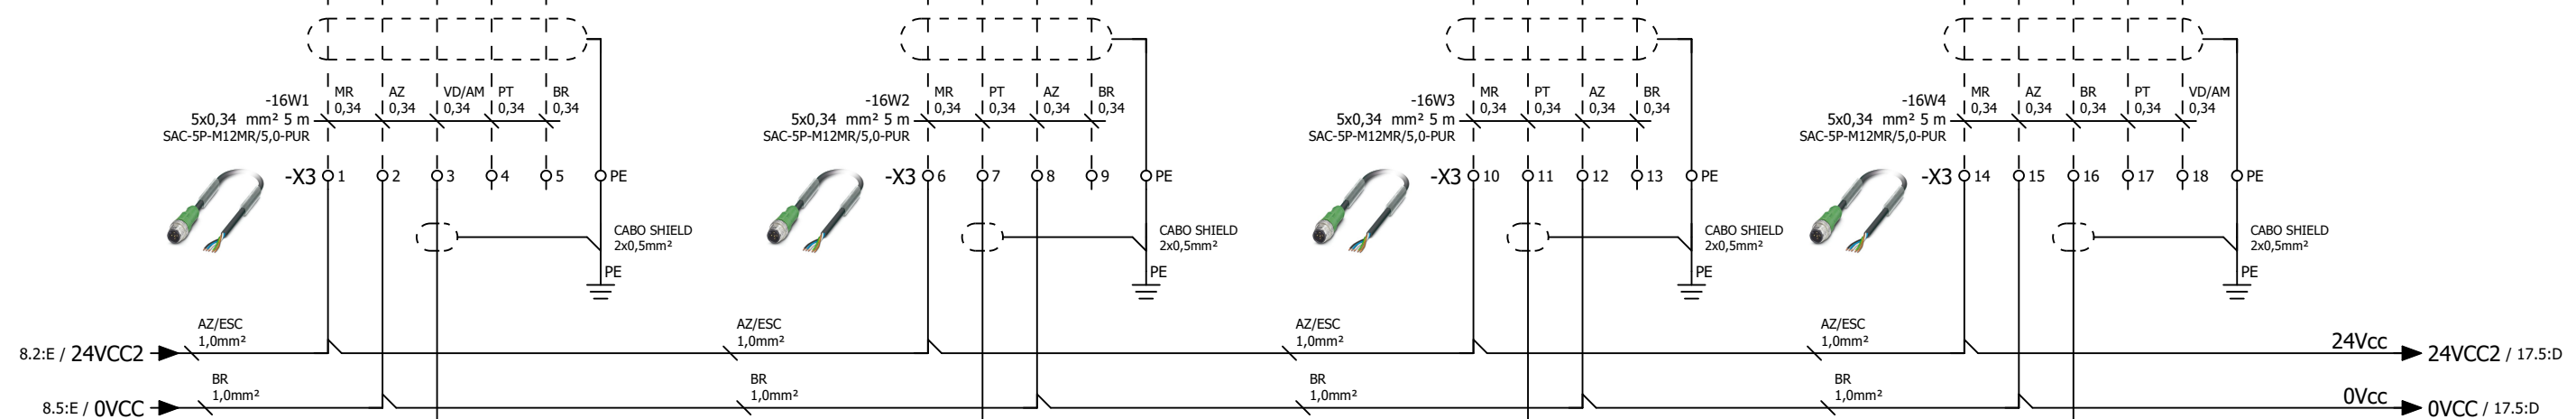 MR AZ VD/AM PT BR
-16W1 0,34 0,34 0,34 0,34 0,34
5x0,34 mm² 5 m
SAC-5P-M12MR/5,0-PUR
-X3 1 2 3 4 5 PE
CABO SHIELD
2x0,5mm²
PE
MR PT AZ BR
-16W2 0,34 0,34 0,34 0,34
5x0,34 mm² 5 m
SAC-5P-M12MR/5,0-PUR
-X3 6 7 8 9 PE
CABO SHIELD
2x0,5mm²
PE
MR PT AZ BR
-16W3 0,34 0,34 0,34 0,34
5x0,34 mm² 5 m
SAC-5P-M12MR/5,0-PUR
-X3 10 11 12 13 PE
CABO SHIELD
2x0,5mm²
PE
MR AZ BR PT VD/AM
-16W4 0,34 0,34 0,34 0,34 0,34
5x0,34 mm² 5 m
SAC-5P-M12MR/5,0-PUR
-X3 14 15 16 17 18 PE
CABO SHIELD
2x0,5mm²
PE
AZ/ESC AZ/ESC AZ/ESC AZ/ESC
1,0mm² 1,0mm² 1,0mm² 1,0mm²
8.2:E / 24VCC2 24Vcc 24VCC2 / 17.5:D
BR BR BR BR
1,0mm² 1,0mm² 1,0mm² 1,0mm²
8.5:E / 0VCC 0Vcc 0VCC / 17.5:D